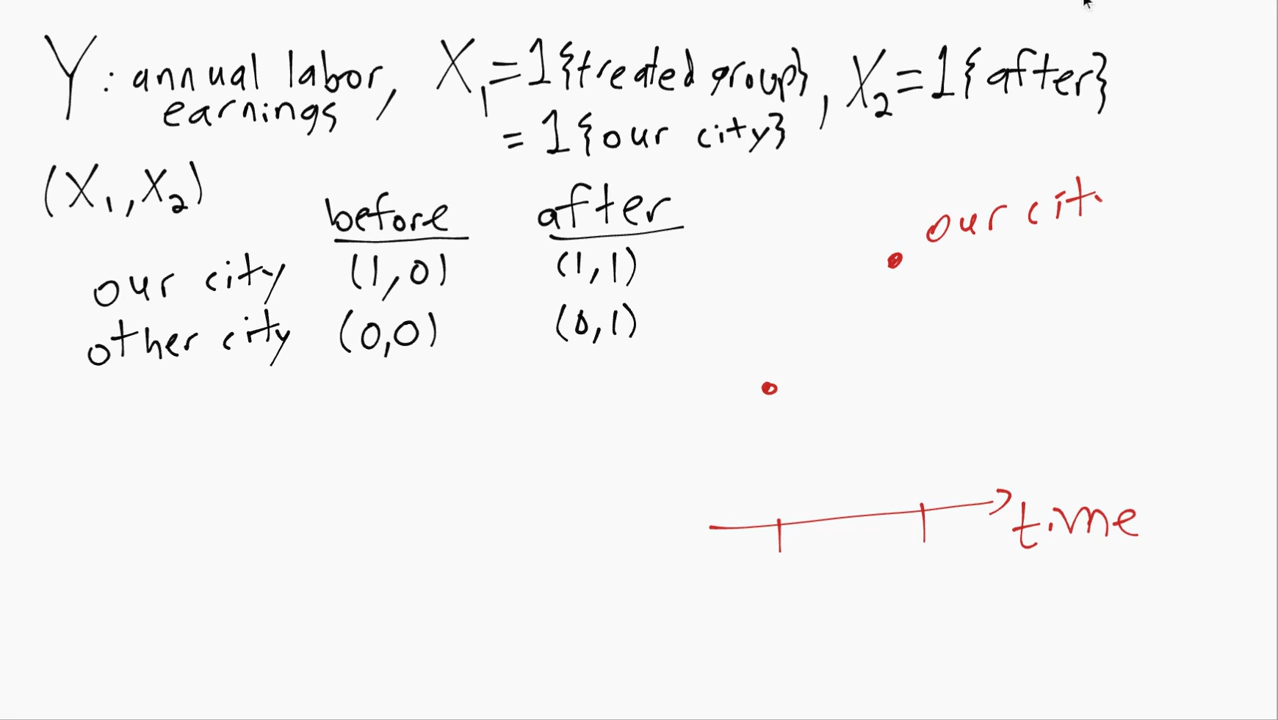 Y: annual labor earnings, X₁=1{treated group}, X₂=1{after}
=1{our city}
(X₁,X₂)
before after
our city (1,0) (1,1)
other city (0,0) (0,1)
our cit
time